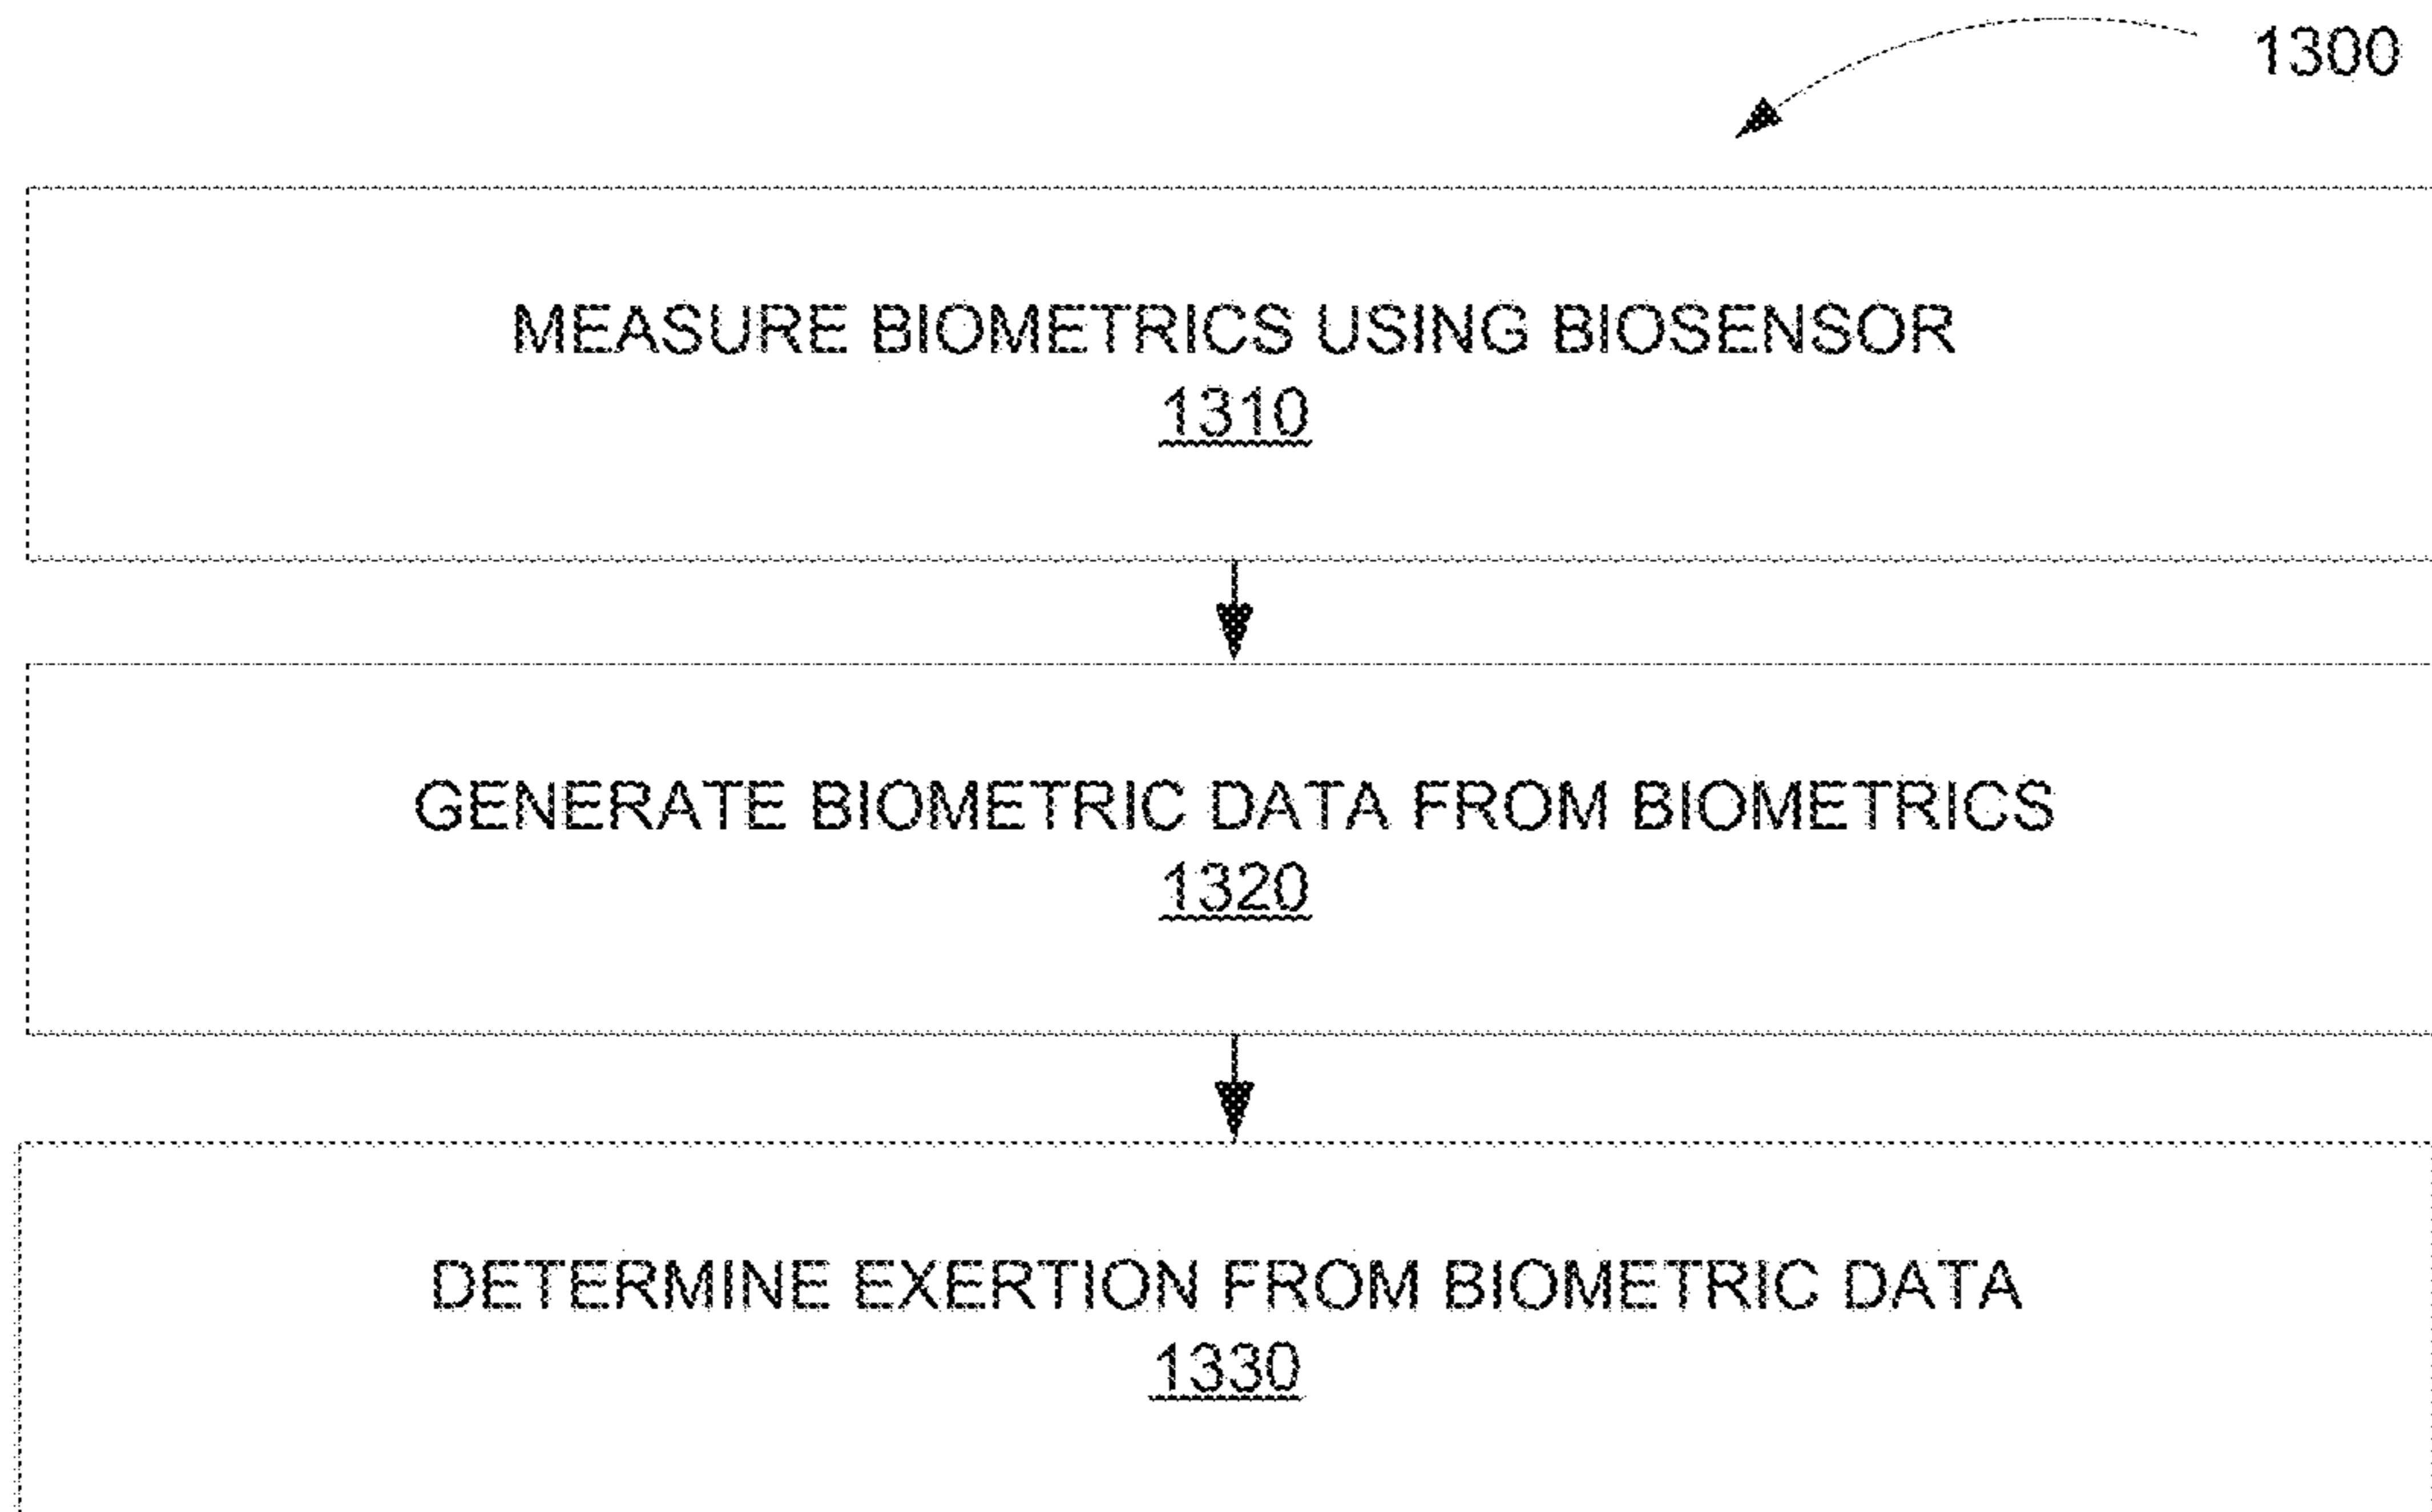 1300
MEASURE BIOMETRICS USING BIOSENSOR
1310
GENERATE BIOMETRIC DATA FROM BIOMETRICS
1320
DETERMINE EXERTION FROM BIOMETRIC DATA
1330